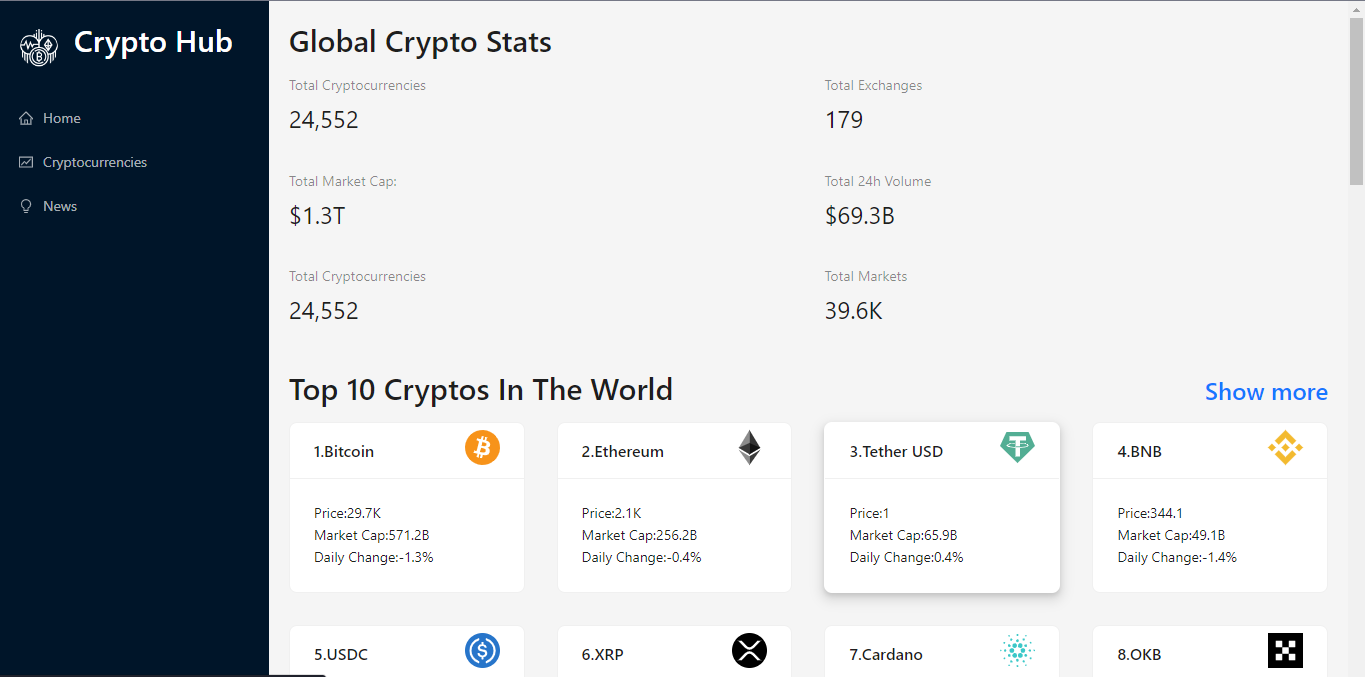 Crypto Hub
Home
Cryptocurrencies
News
Global Crypto Stats
Total Cryptocurrencies
24,552
Total Exchanges
179
Total Market Cap:
$1.3T
Total 24h Volume
$69.3B
Total Cryptocurrencies
24,552
Total Markets
39.6K
Top 10 Cryptos In The World
Show more
1.Bitcoin
Price:29.7K
Market Cap:571.2B
Daily Change:-1.3%
2.Ethereum
Price:2.1K
Market Cap:256.2B
Daily Change:-0.4%
3.Tether USD
Price:1
Market Cap:65.9B
Daily Change:0.4%
4.BNB
Price:344.1
Market Cap:49.1B
Daily Change:-1.4%
5.USDC
6.XRP
7.Cardano
8.OKB